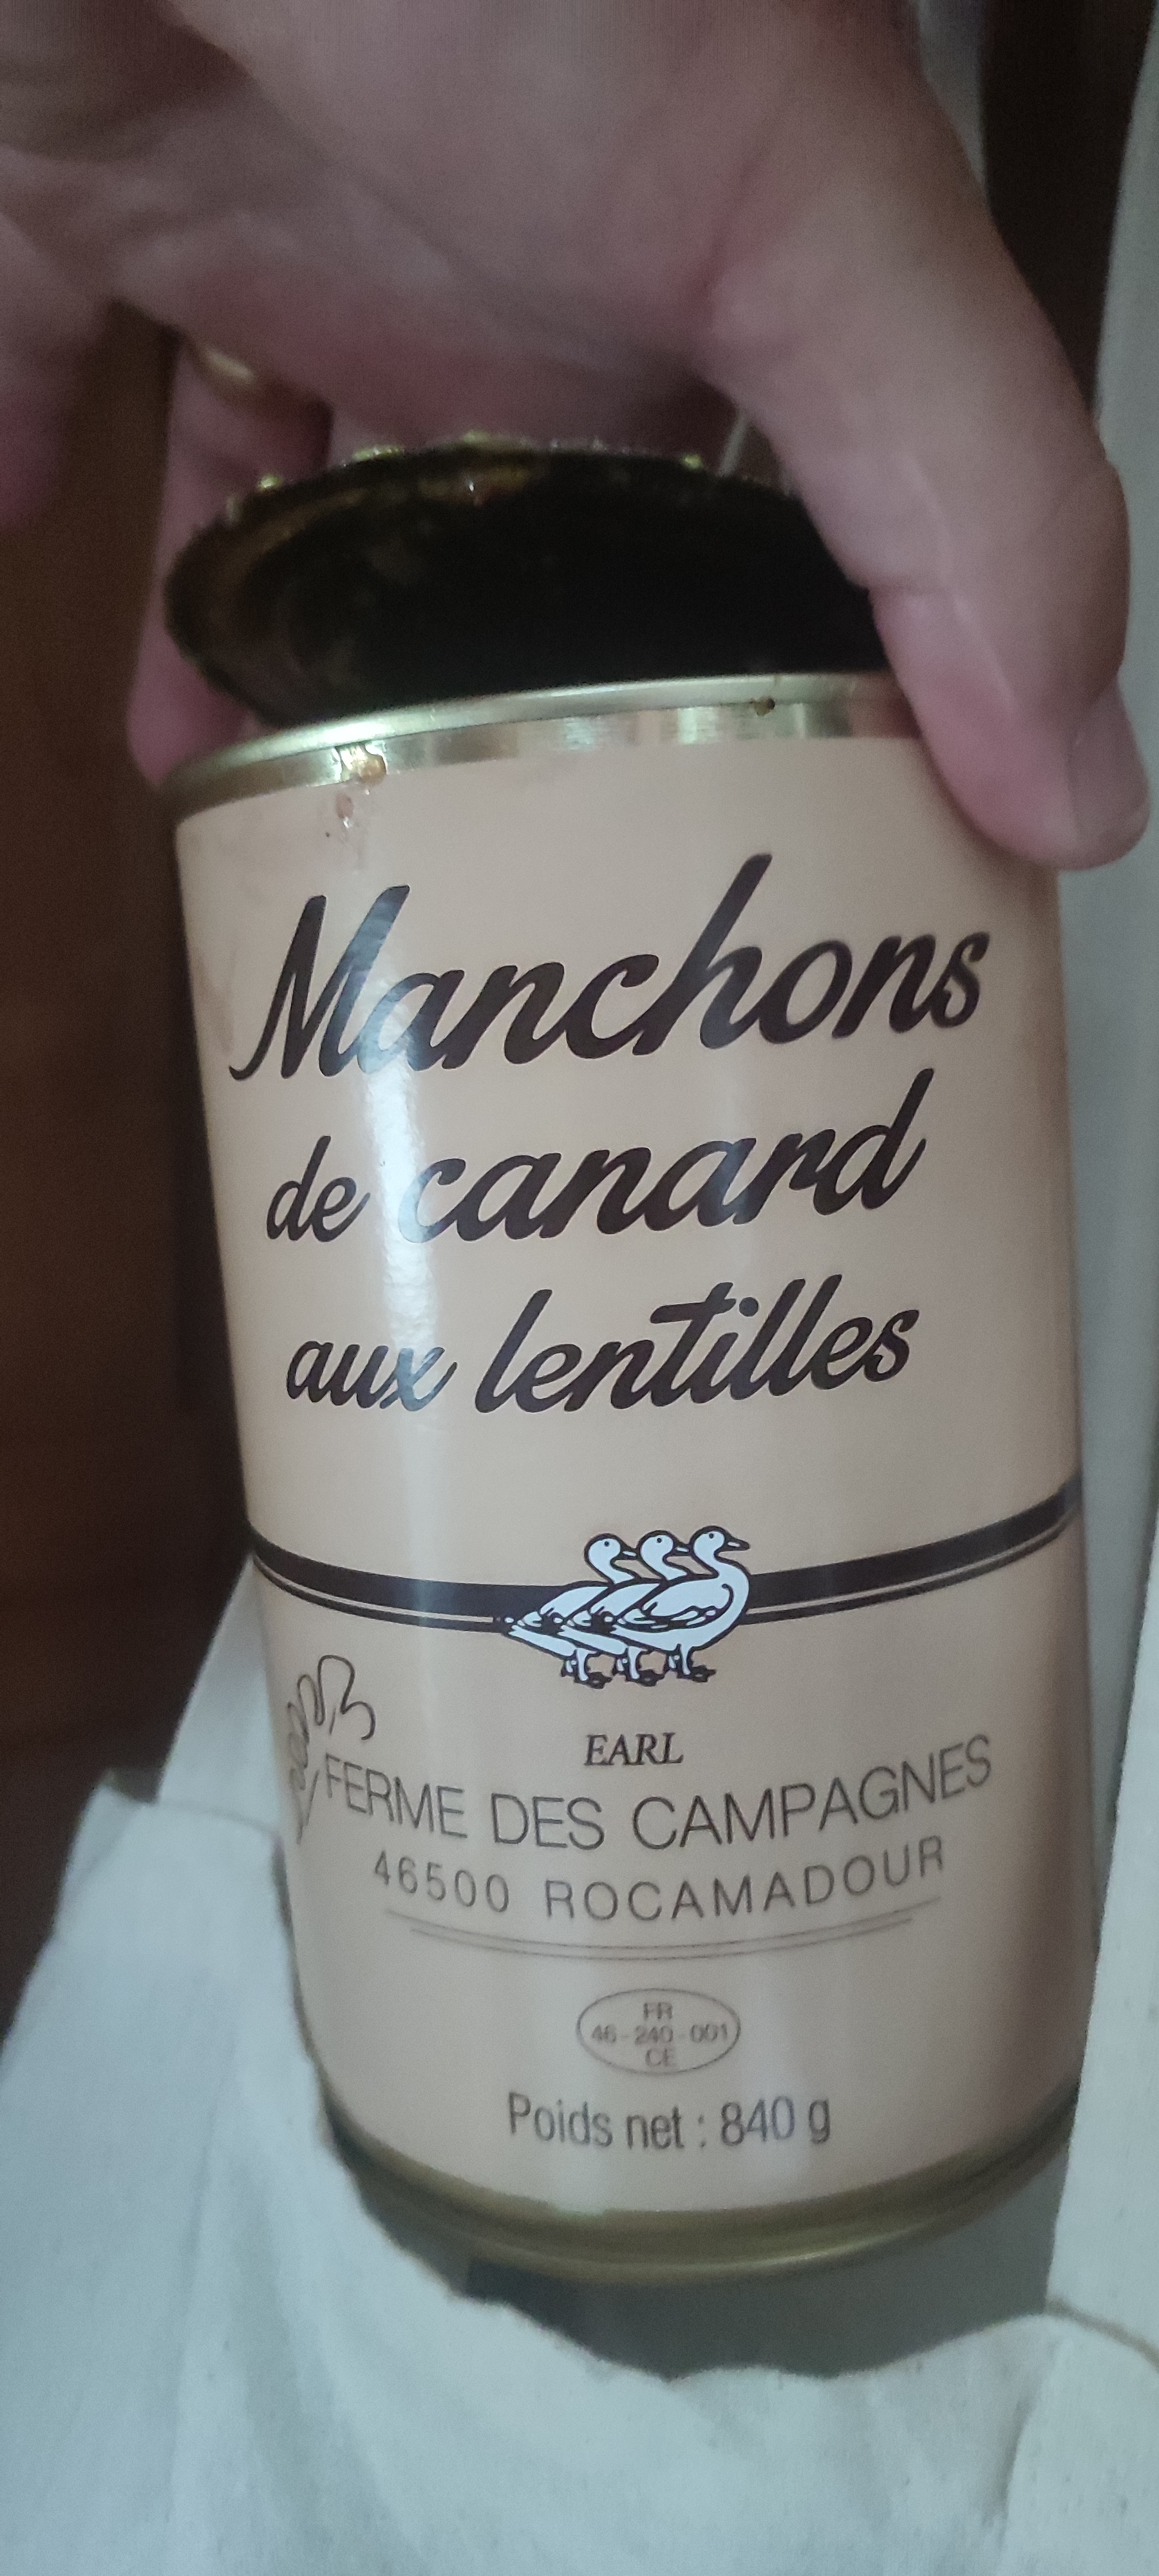 Manchons
de canard
aux lentilles
EARL
FERME DES CAMPAGNES
46500 ROCAMADOUR
FR
46-240-001
CE
Poids net : 840 g